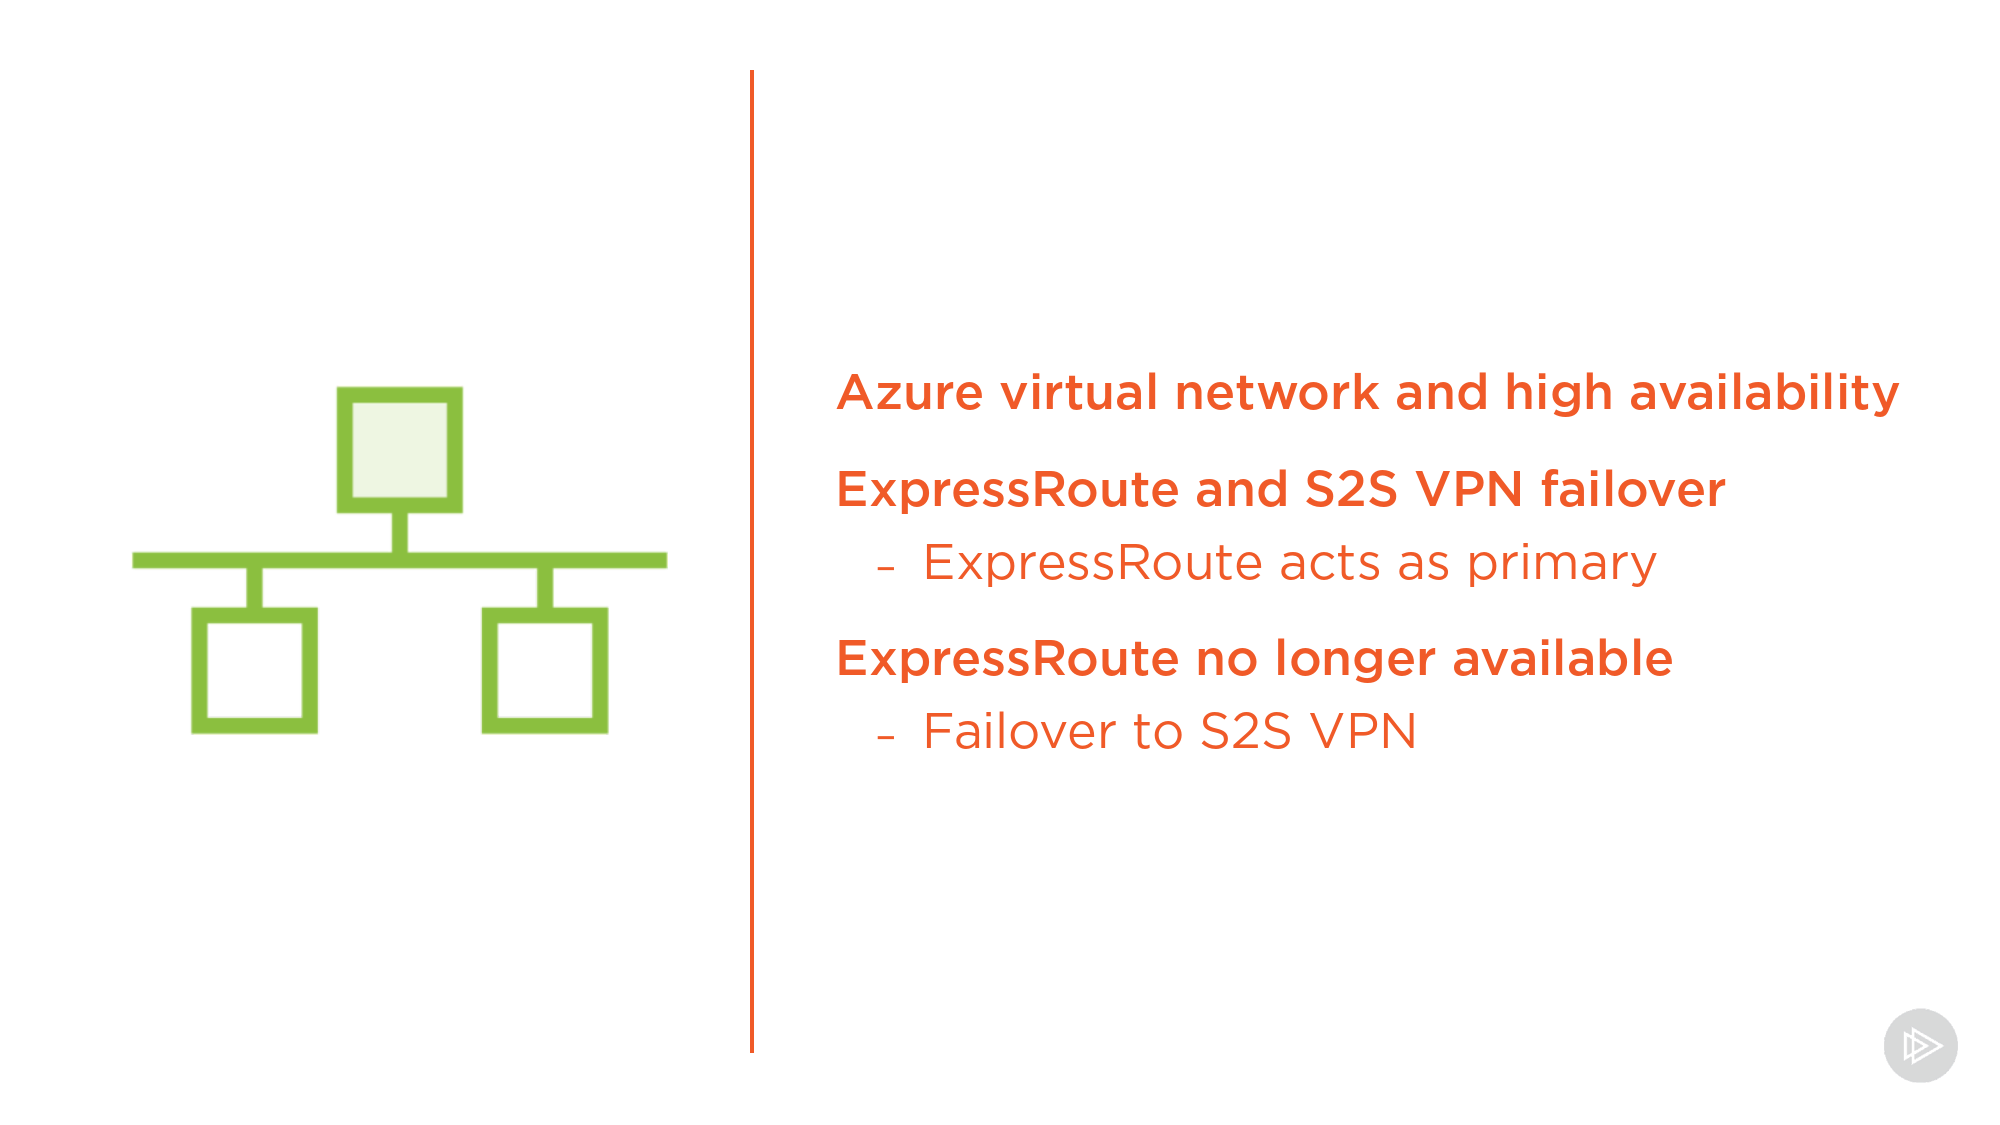 Azure virtual network and high availability
ExpressRoute and S2S VPN failover
– ExpressRoute acts as primary
ExpressRoute no longer available
– Failover to S2S VPN